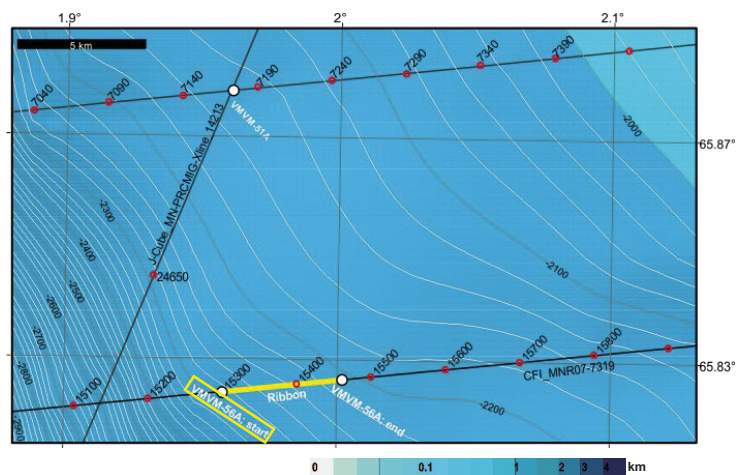 1.9° 2° 2.1°
5 km
7040 7090 7140 7190 7240 7290 7340 7390
VMVM-51A
-2000
65.87°
J-Cube_MN-PRCMIG-Xline_14213
-2300
-2400
-2500
-2600
-2700
-2800
-2900
24650
-2100
15100 15200 15300 15400 15500 15600 15700 15800
65.83°
CFI_MNR07-7319
VMVM-56A, start
Ribbon
VMVM-56A, end
-2200
0 0.1 1 2 3 4 km